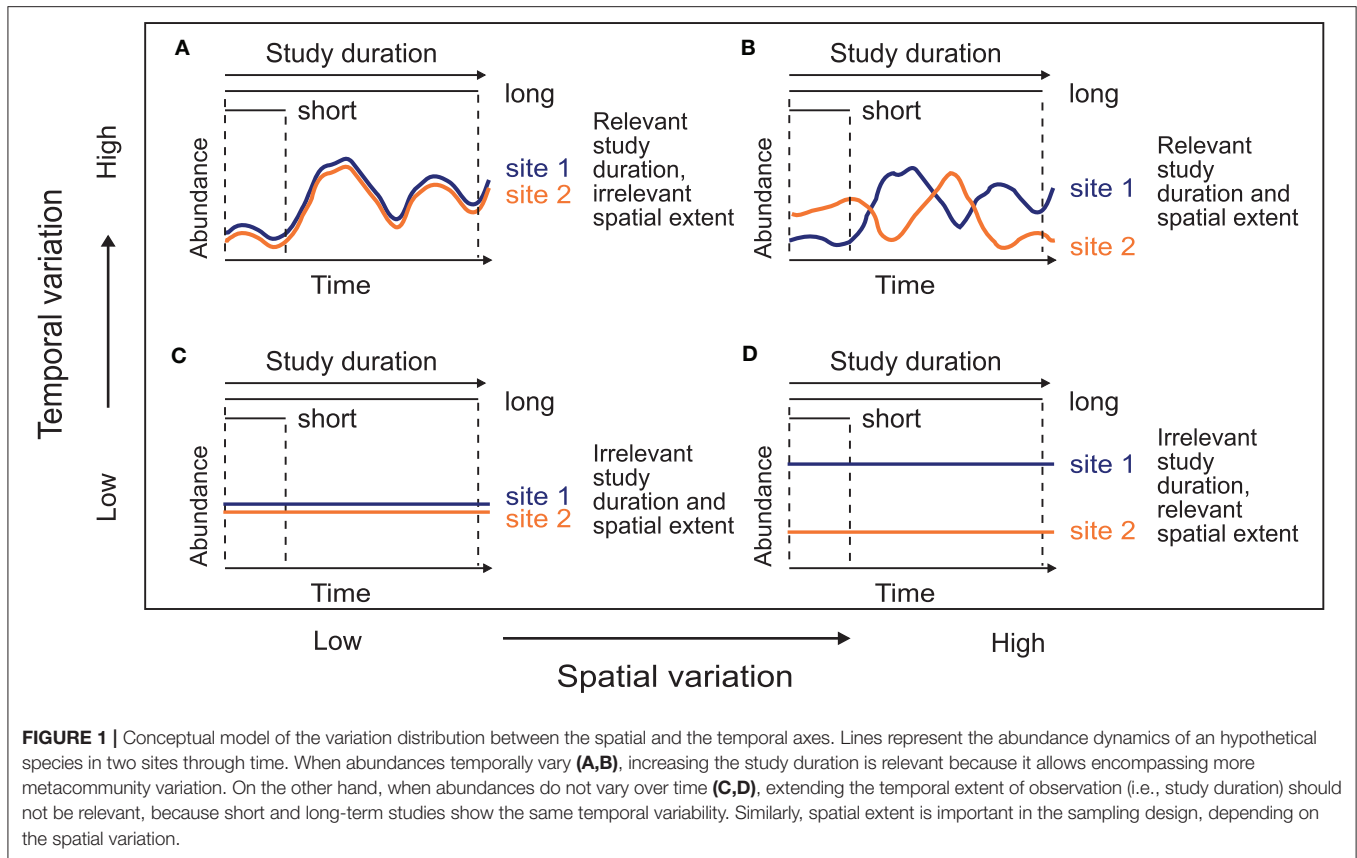 A
Study duration
long
short
Abundance
site 1
site 2
Time
Relevant
study
duration,
irrelevant
spatial extent
B
Study duration
long
short
Abundance
site 1
site 2
Time
Relevant
study
duration and
spatial extent
Temporal variation
High
Low
C
Study duration
long
short
Abundance
site 1
site 2
Time
Irrelevant
study
duration and
spatial extent
D
Study duration
long
short
Abundance
site 1
site 2
Time
Irrelevant
study
duration,
relevant
spatial extent
Low
High
Spatial variation
FIGURE 1 | Conceptual model of the variation distribution between the spatial and the temporal axes. Lines represent the abundance dynamics of an hypothetical
species in two sites through time. When abundances temporally vary (A,B), increasing the study duration is relevant because it allows encompassing more
metacommunity variation. On the other hand, when abundances do not vary over time (C,D), extending the temporal extent of observation (i.e., study duration) should
not be relevant, because short and long-term studies show the same temporal variability. Similarly, spatial extent is important in the sampling design, depending on
the spatial variation.